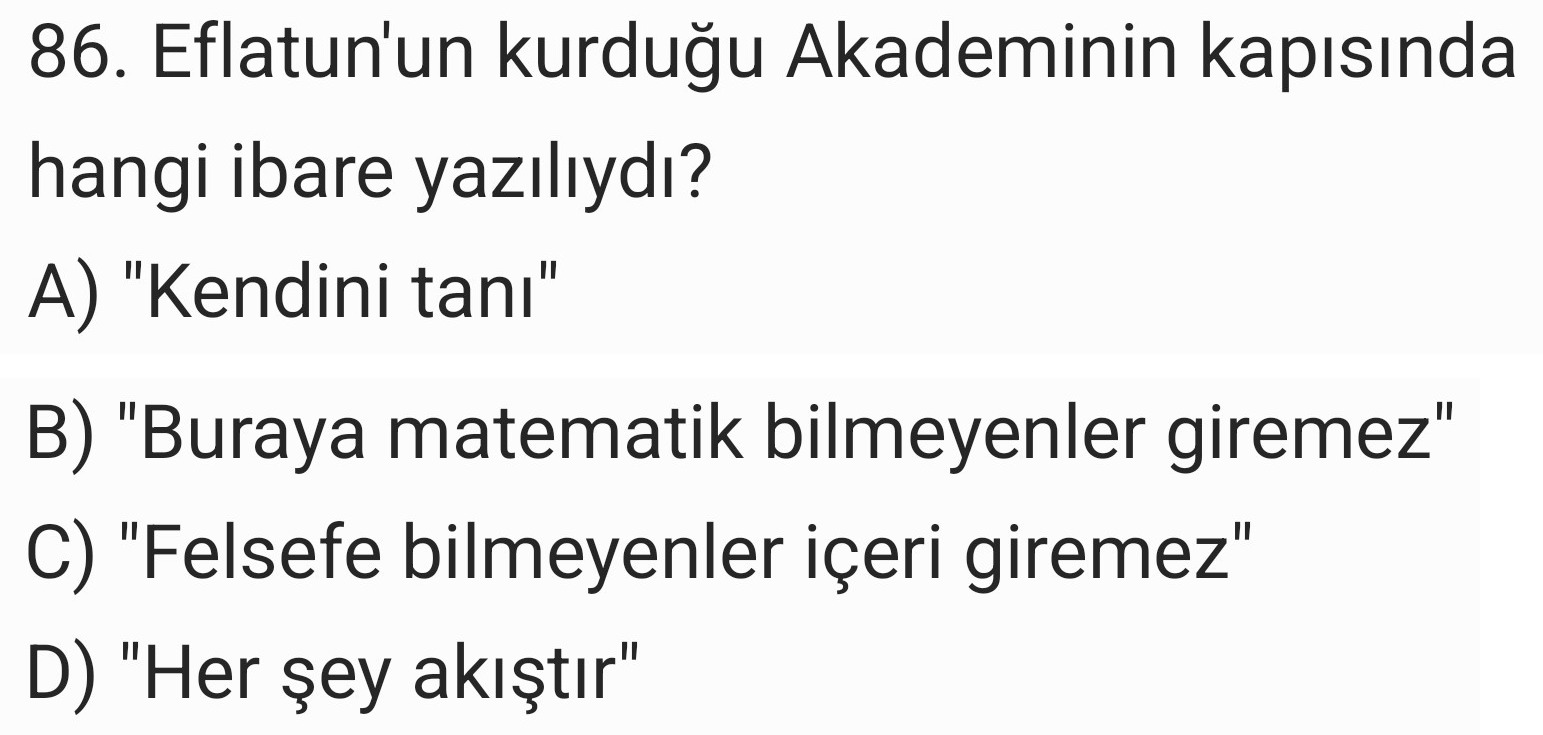 86. Eflatun'un kurduğu Akademinin kapısında
hangi ibare yazılıydı?
A) "Kendini tanı"
B) "Buraya matematik bilmeyenler giremez"
C) "Felsefe bilmeyenler içeri giremez"
D) "Her şey akıştır"